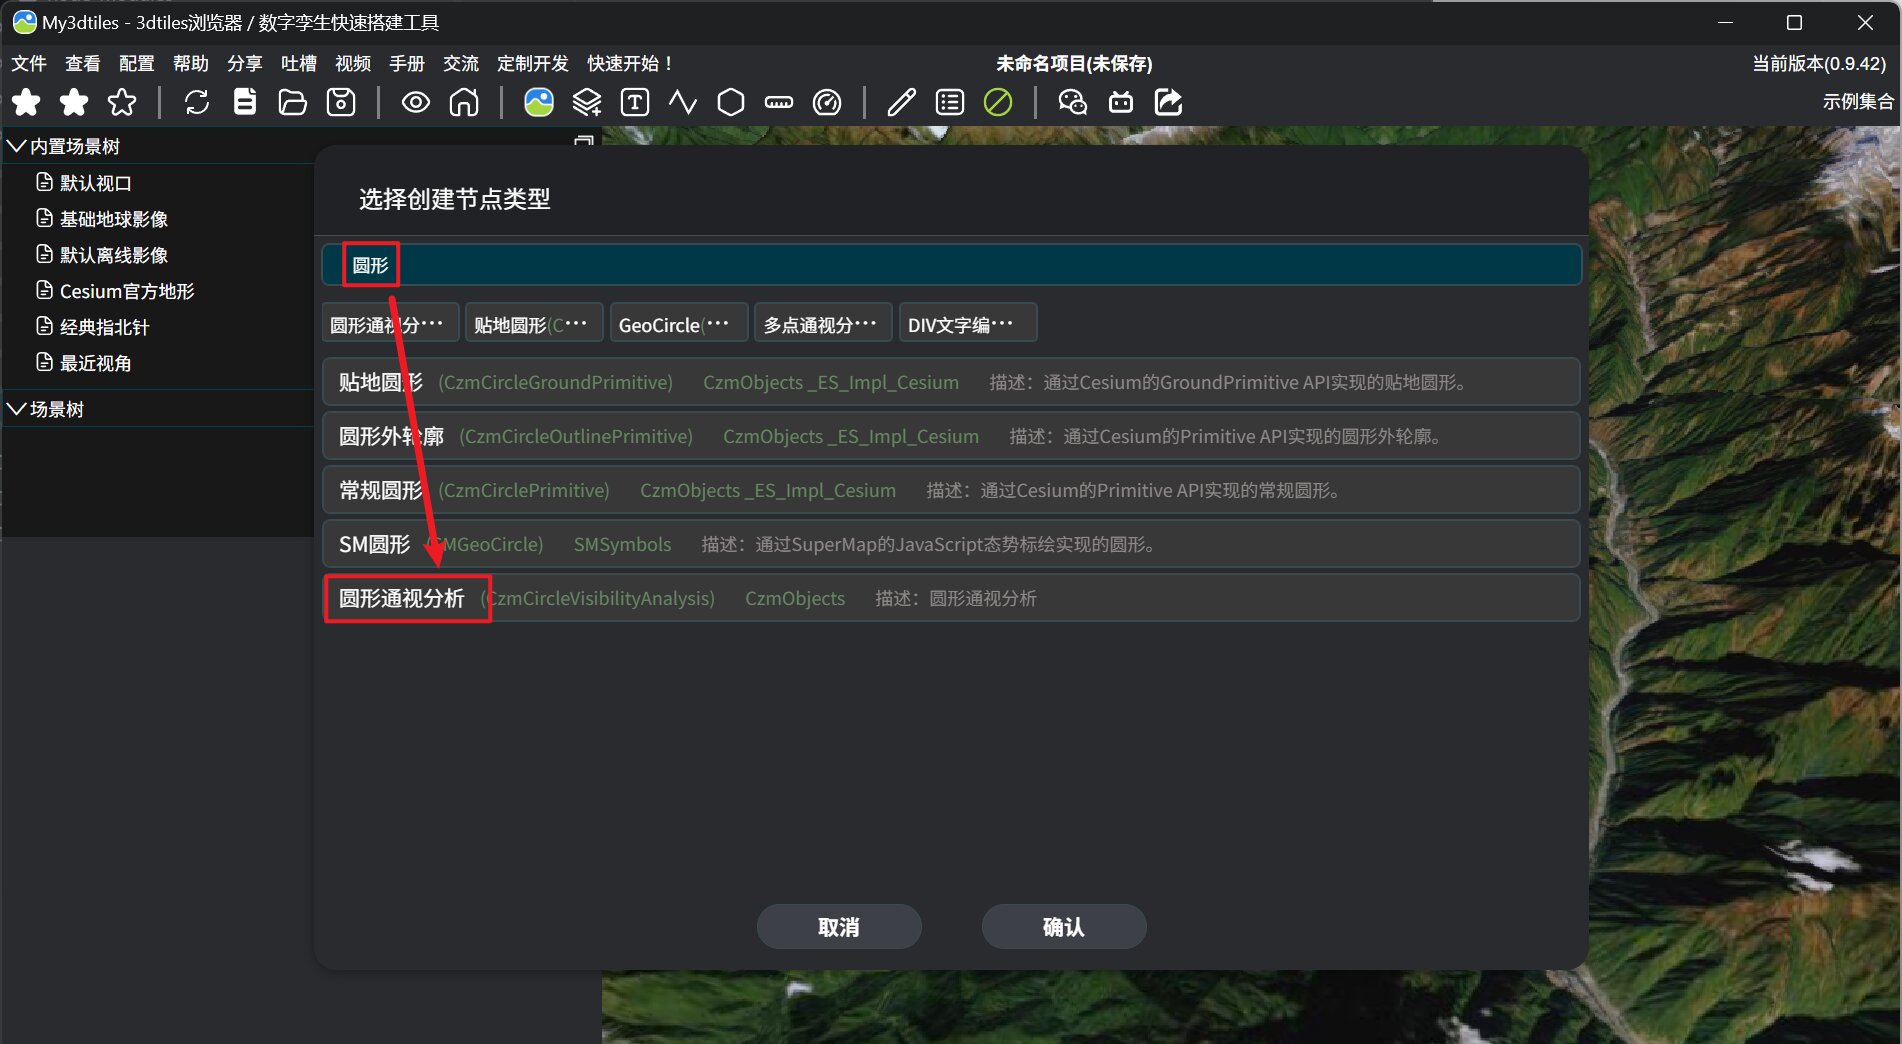 My3dtiles - 3dtiles浏览器 / 数字孪生快速搭建工具
文件 查看 配置 帮助 分享 吐槽 视频 手册 交流 定制开发 快速开始！ 未命名项目(未保存) 当前版本(0.9.42)
示例集合
内置场景树
默认视口
基础地球影像
默认离线影像
Cesium官方地形
经典指北针
最近视角
场景树
选择创建节点类型
圆形
圆形通视分··· 贴地圆形(C··· GeoCircle(··· 多点通视分··· DIV文字编···
贴地圆形 (CzmCircleGroundPrimitive) CzmObjects _ES_Impl_Cesium 描述：通过Cesium的GroundPrimitive API实现的贴地圆形。
圆形外轮廓 (CzmCircleOutlinePrimitive) CzmObjects _ES_Impl_Cesium 描述：通过Cesium的Primitive API实现的圆形外轮廓。
常规圆形 (CzmCirclePrimitive) CzmObjects _ES_Impl_Cesium 描述：通过Cesium的Primitive API实现的常规圆形。
SM圆形 (SMGeoCircle) SMSymbols 描述：通过SuperMap的JavaScript态势标绘实现的圆形。
圆形通视分析 (CzmCircleVisibilityAnalysis) CzmObjects 描述：圆形通视分析
取消 确认